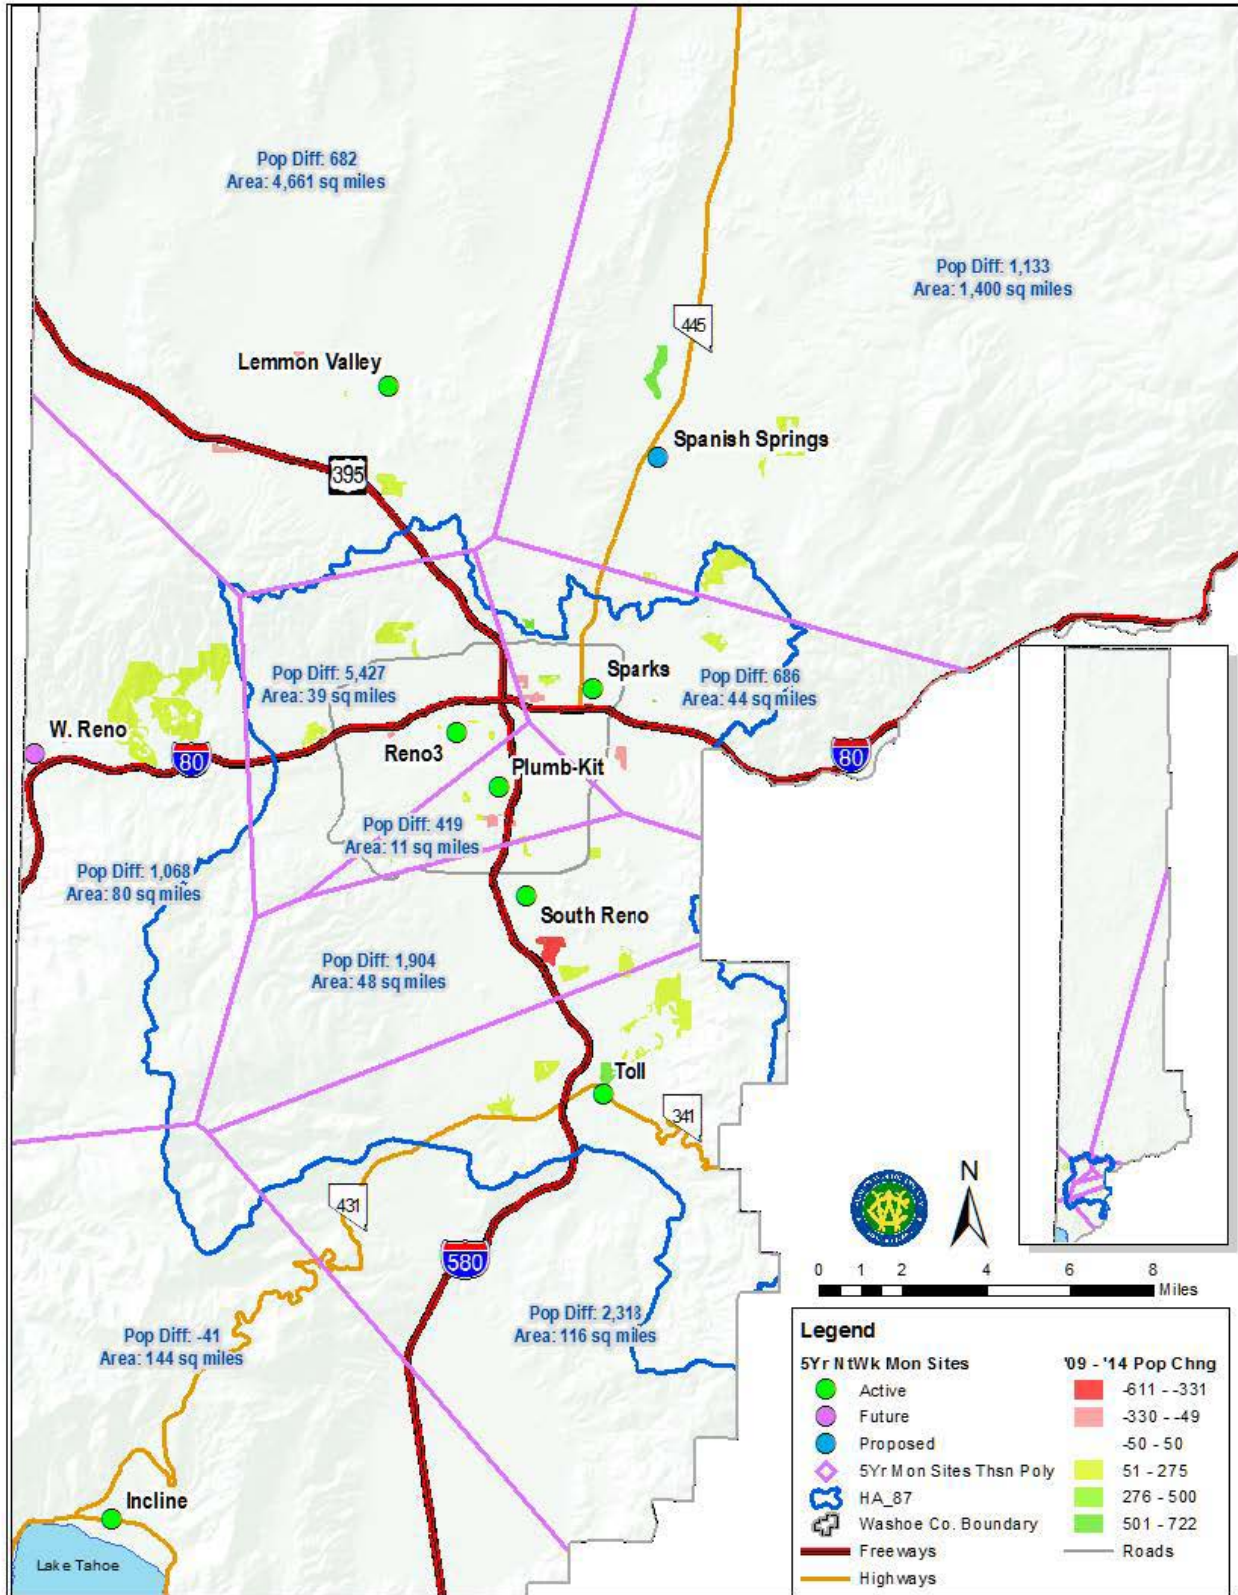 Pop Diff: 682
Area: 4,661 sq miles
Pop Diff: 1,133
Area: 1,400 sq miles
445
Lemmon Valley
Spanish Springs
395
Pop Diff: 5,427
Area: 39 sq miles
Sparks
Pop Diff: 686
Area: 44 sq miles
W. Reno
80
Reno3
80
Plumb-Kit
Pop Diff: 419
Area: 11 sq miles
Pop Diff: 1,068
Area: 80 sq miles
South Reno
Pop Diff: 1,904
Area: 48 sq miles
Toll
341
431
N
580
0 1 2 4 6 8
Miles
Pop Diff: 2,318
Area: 116 sq miles
Pop Diff: -41
Area: 144 sq miles
Incline
Lake Tahoe
Legend
5Yr NtWk Mon Sites
Active
Future
Proposed
5Yr Mon Sites Thsn Poly
HA_87
Washoe Co. Boundary
Freeways
Highways
'09 - '14 Pop Chng
-611 - -331
-330 - -49
-50 - 50
51 - 275
276 - 500
501 - 722
Roads